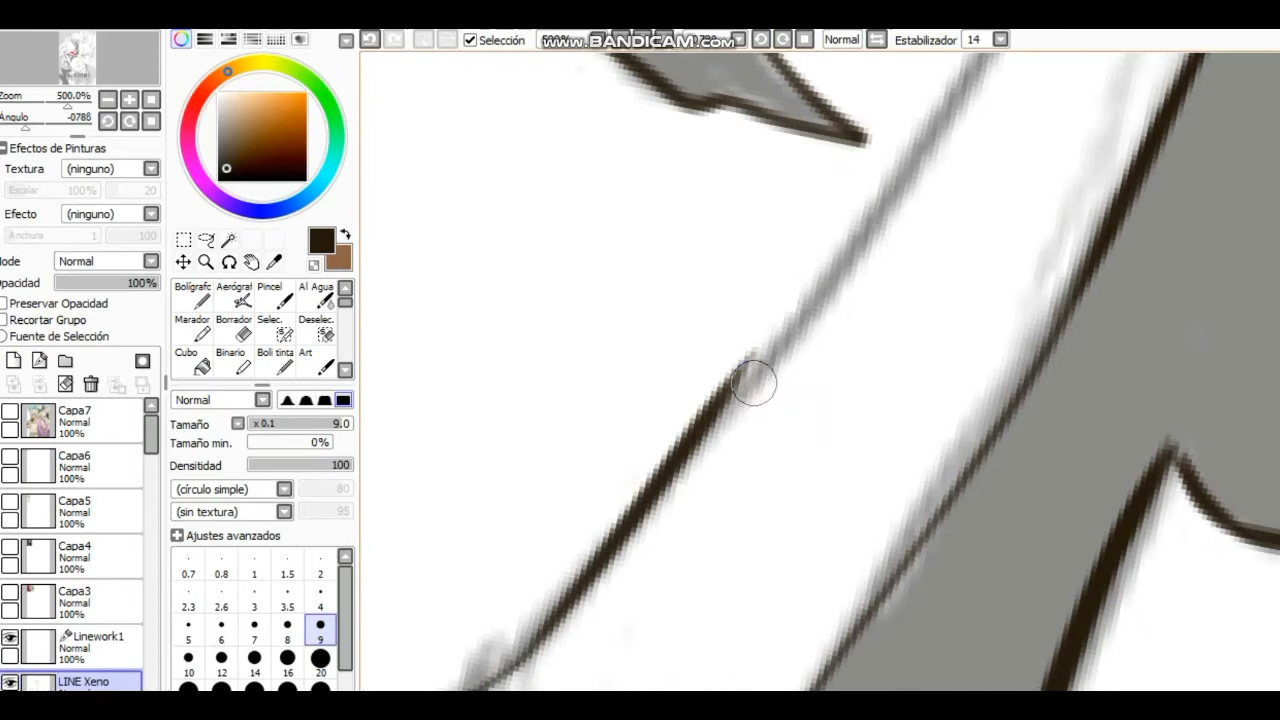 Selección
www.BANDICAM.com
Normal
Estabilizador
14
Zoom
500.0%
Ángulo
-078B
Efectos de Pinturas
Textura
(ninguno)
Escalar
100%
20
Efecto
(ninguno)
Anchura
1
100
Mode
Normal
Opacidad
100%
Preservar Opacidad
Recortar Grupo
Fuente de Selección
Bolígrafc
Aerógraf
Pincel
Al Agua
Marador
Borrador
Selec.
Deselec.
Cubo
Binario
Boli tinta
Art
Normal
Tamaño
x 0.1
9.0
Tamaño min.
0%
Densitidad
100
(círculo simple)
80
(sin textura)
95
Ajustes avanzados
0.7 0.8 1 1.5 2
2.3 2.6 3 3.5 4
5 6 7 8 9
10 12 14 16 20
Capa7
Normal
100%
Capa6
Normal
100%
Capa5
Normal
100%
Capa4
Normal
100%
Capa3
Normal
100%
Linework1
Normal
100%
LINE Xeno